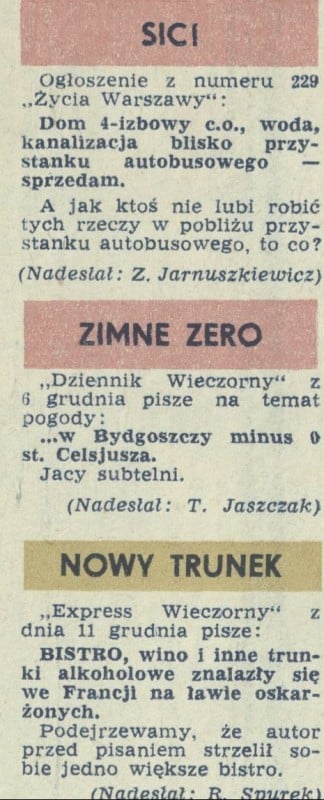 SICI
Ogłoszenie z numeru 229
„Życia Warszawy“:
Dom 4-izbowy c.o., woda,
kanalizacja blisko przy-
stanku autobusowego —
sprzedam.
A jak ktoś nie lubi robić
tych rzeczy w pobliżu przy-
stanku autobusowego, to co?
(Nadesłał: Z. Jarnuszkiewicz)
ZIMNE ZERO
„Dziennik Wieczorny“ z
6 grudnia pisze na temat
pogody:
...w Bydgoszczy minus 0
st. Celsjusza.
Jacy subtelni.
(Nadesłał: T. Jaszczak)
NOWY TRUNEK
„Express Wieczorny“ z
dnia 11 grudnia pisze:
BISTRO, wino i inne trun-
ki alkoholowe znalazły się
we Francji na ławie oskar-
żonych.
Podejrzewamy, że autor
przed pisaniem strzelił so-
bie jedno większe bistro.
(Nadesłał: R. Spurek)